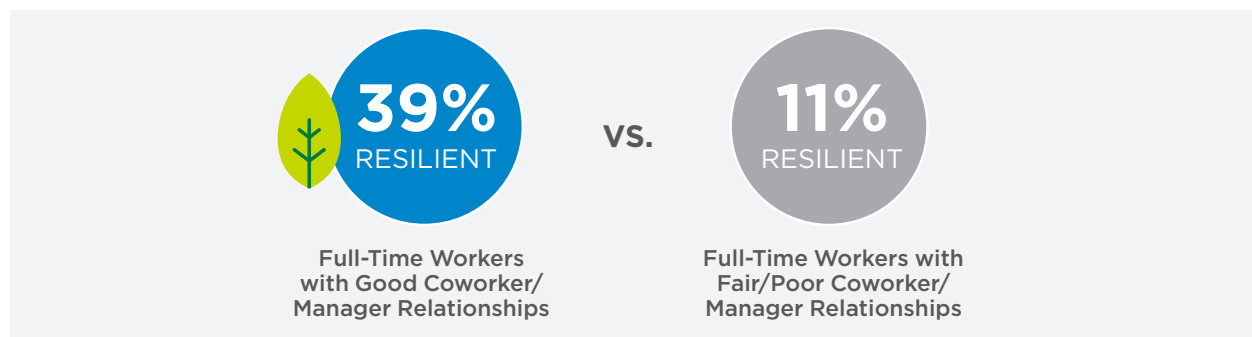 39%
RESILIENT
vs.
11%
RESILIENT
Full-Time Workers
with Good Coworker/
Manager Relationships
Full-Time Workers with
Fair/Poor Coworker/
Manager Relationships